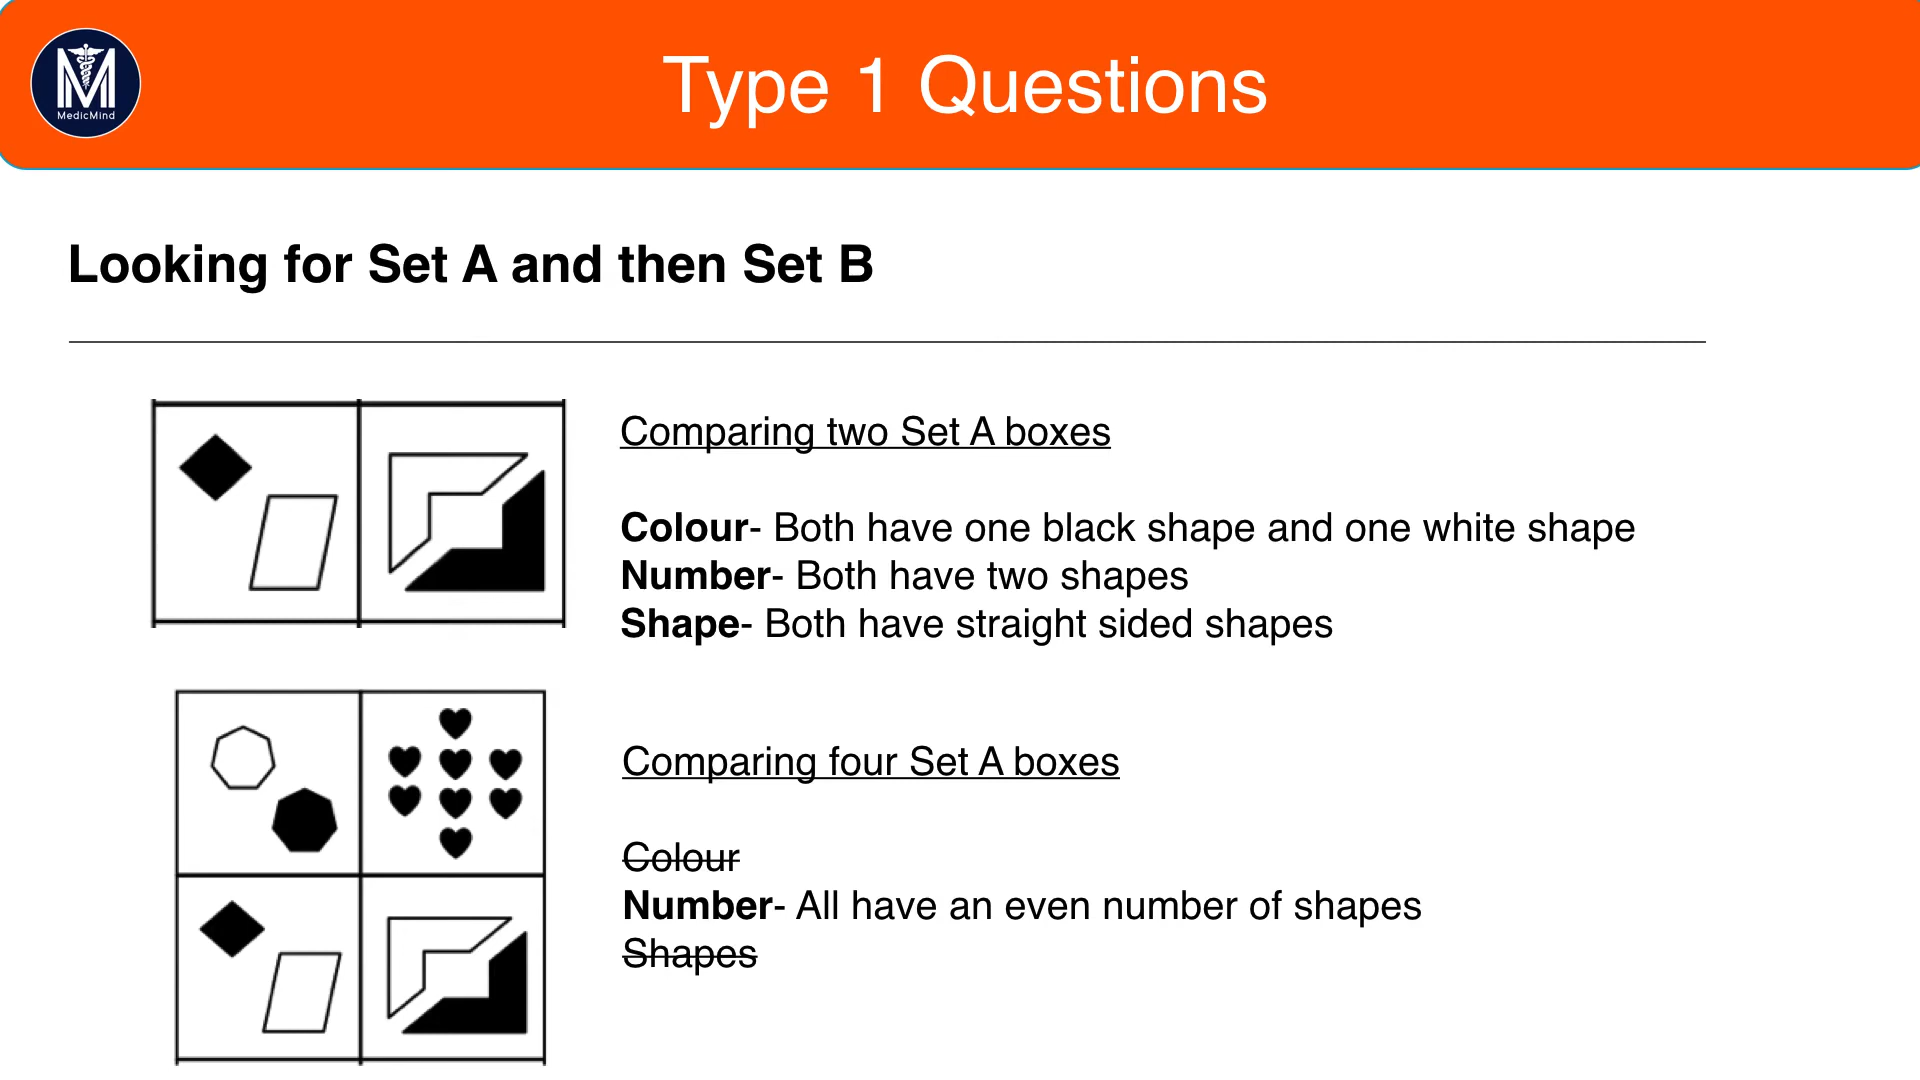 MedicMind
Type 1 Questions
Looking for Set A and then Set B
Comparing two Set A boxes
Colour- Both have one black shape and one white shape
Number- Both have two shapes
Shape- Both have straight sided shapes
Comparing four Set A boxes
Colour
Number- All have an even number of shapes
Shapes